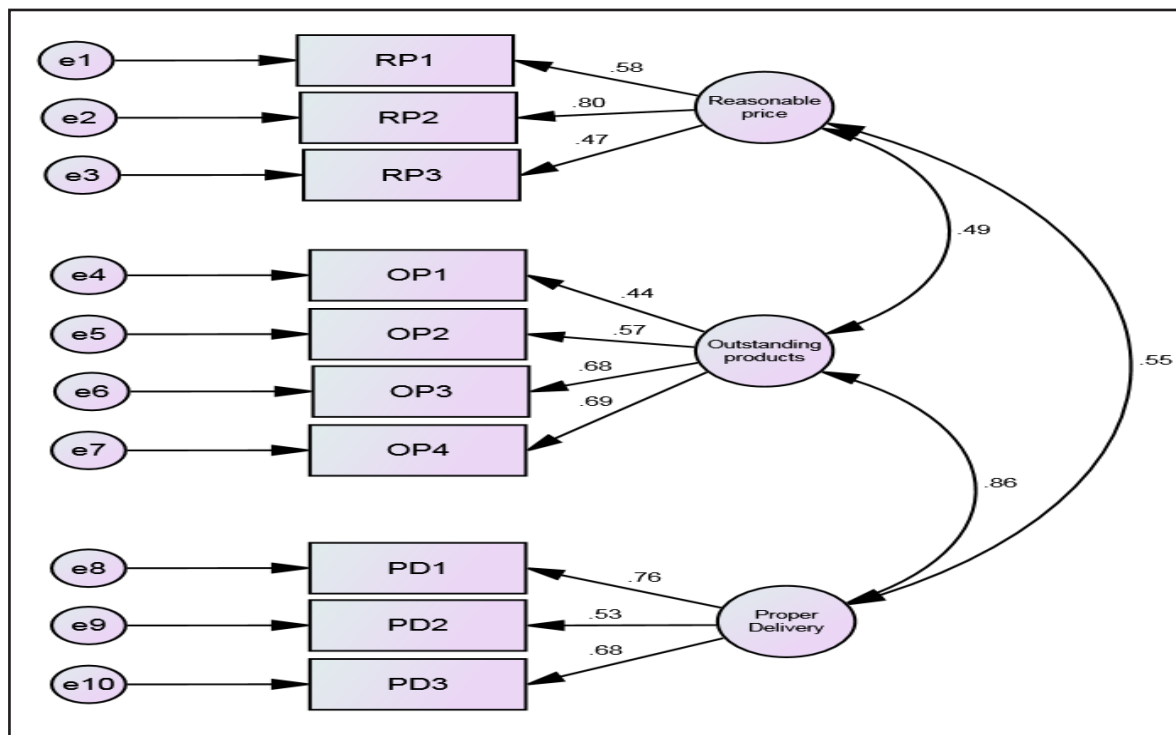 e1
RP1
.58
Reasonable
price
e2
RP2
.80
e3
RP3
.47
.49
e4
OP1
.44
Outstanding
products
e5
OP2
.57
e6
OP3
.68
.55
e7
OP4
.69
.86
e8
PD1
.76
Proper
Delivery
e9
PD2
.53
e10
PD3
.68